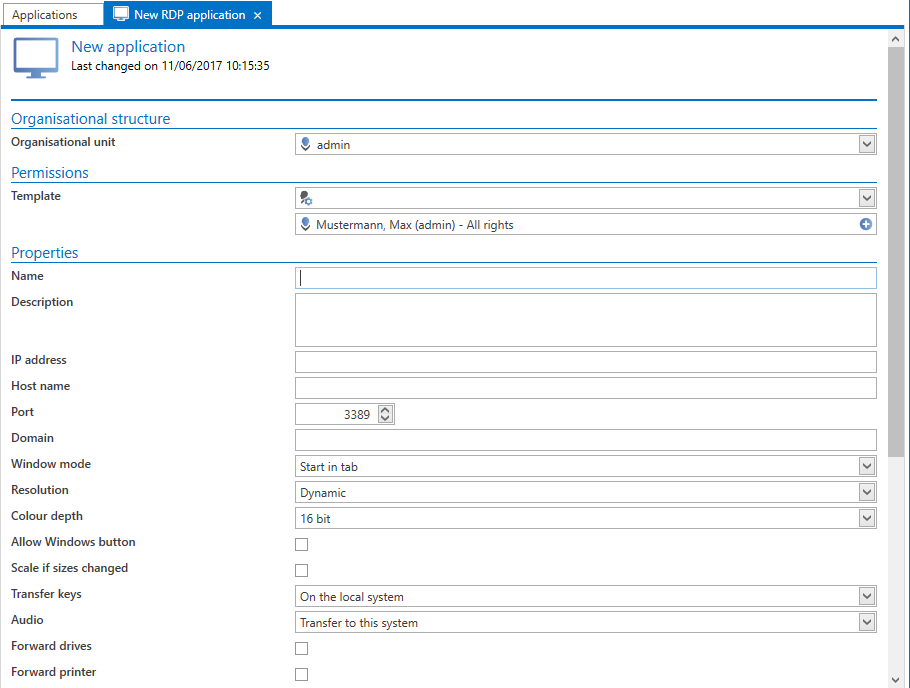 Applications
New RDP application
New application
Last changed on 11/06/2017 10:15:35
Organisational structure
Organisational unit
admin
Permissions
Template
Mustermann, Max (admin) - All rights
Properties
Name
Description
IP address
Host name
Port
3389
Domain
Window mode
Start in tab
Resolution
Dynamic
Colour depth
16 bit
Allow Windows button
Scale if sizes changed
Transfer keys
On the local system
Audio
Transfer to this system
Forward drives
Forward printer